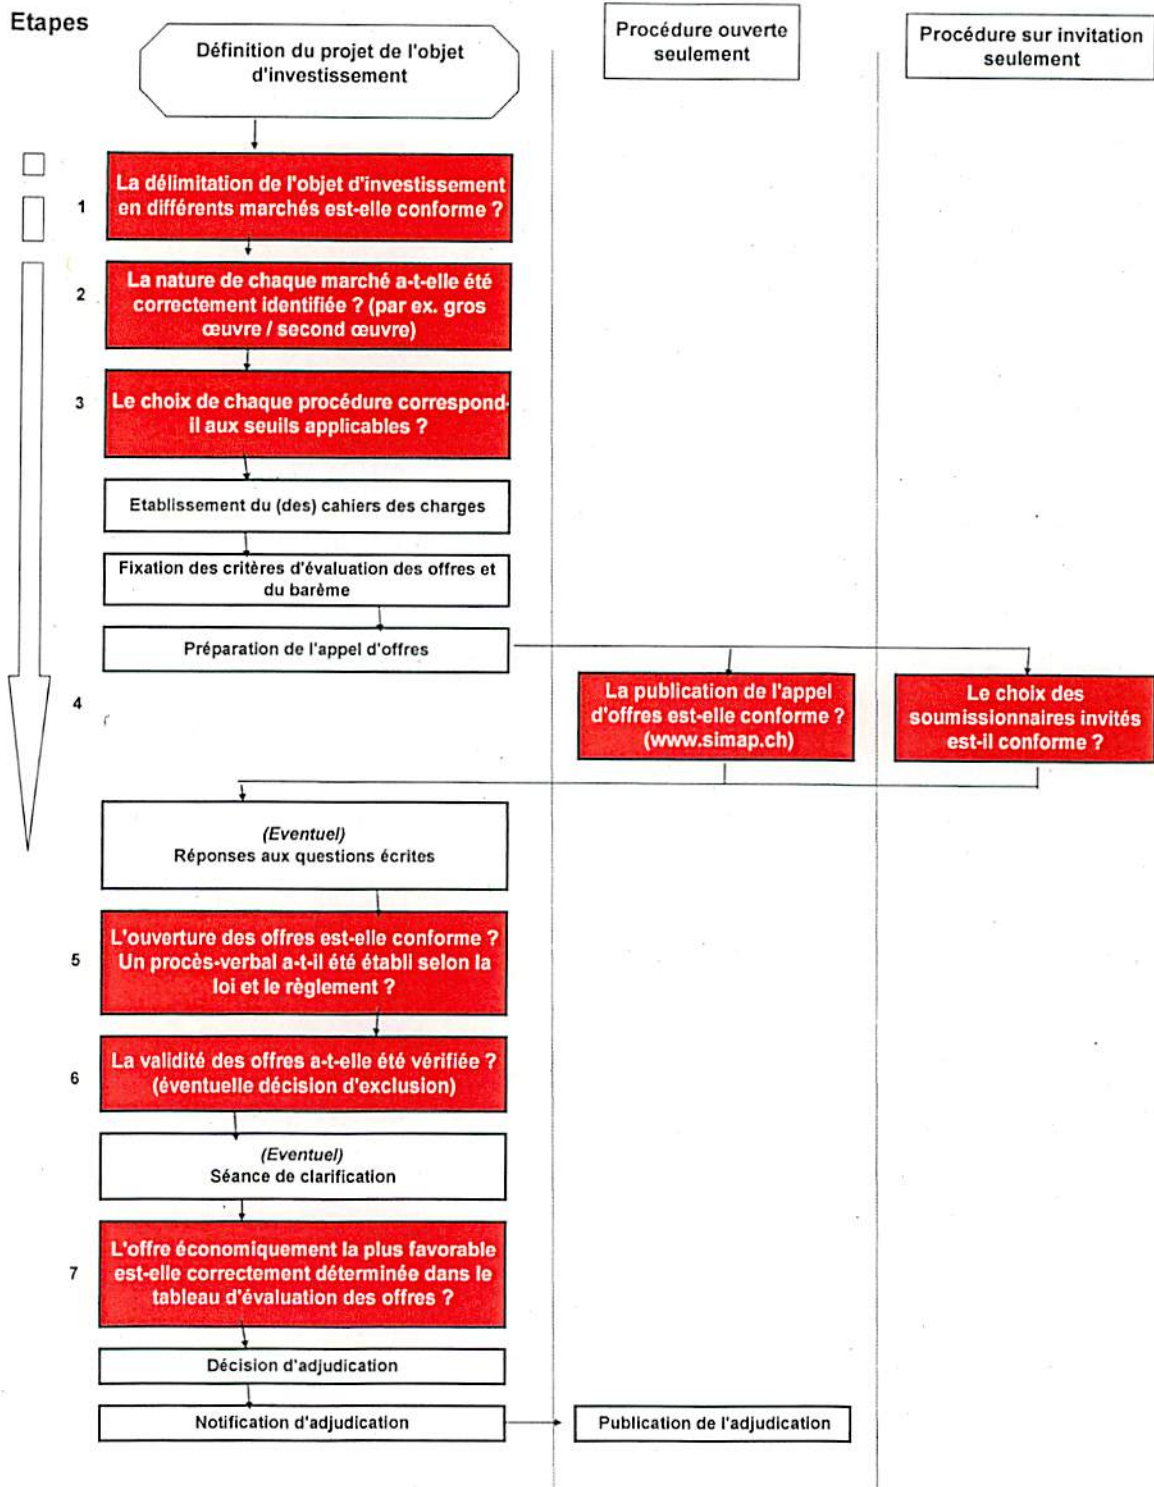 Etapes
Définition du projet de l'objet
d'investissement
Procédure ouverte
seulement
Procédure sur invitation
seulement
1
La délimitation de l'objet d'investissement
en différents marchés est-elle conforme ?
2
La nature de chaque marché a-t-elle été
correctement identifiée ? (par ex. gros
œuvre / second œuvre)
3
Le choix de chaque procédure correspond-
il aux seuils applicables ?
Etablissement du (des) cahiers des charges
Fixation des critères d'évaluation des offres et
du barème
Préparation de l'appel d'offres
4
La publication de l'appel
d'offres est-elle conforme ?
(www.simap.ch)
Le choix des
soumissionnaires invités
est-il conforme ?
(Eventuel)
Réponses aux questions écrites
5
L'ouverture des offres est-elle conforme ?
Un procès-verbal a-t-il été établi selon la
loi et le règlement ?
6
La validité des offres a-t-elle été vérifiée ?
(éventuelle décision d'exclusion)
(Eventuel)
Séance de clarification
7
L'offre économiquement la plus favorable
est-elle correctement déterminée dans le
tableau d'évaluation des offres ?
Décision d'adjudication
Notification d'adjudication
Publication de l'adjudication